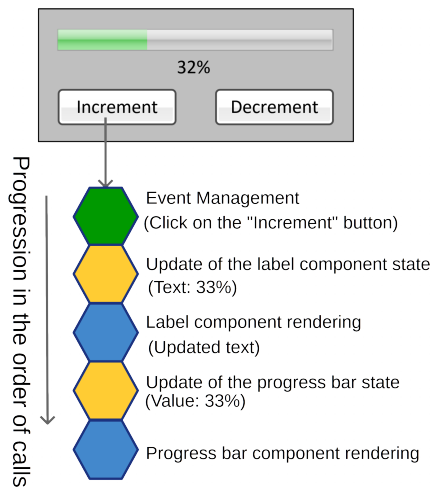 32%
Increment
Decrement
Progression in the order of calls
Event Management
(Click on the "Increment" button)
Update of the label component state
(Text: 33%)
Label component rendering
(Updated text)
Update of the progress bar state
(Value: 33%)
Progress bar component rendering